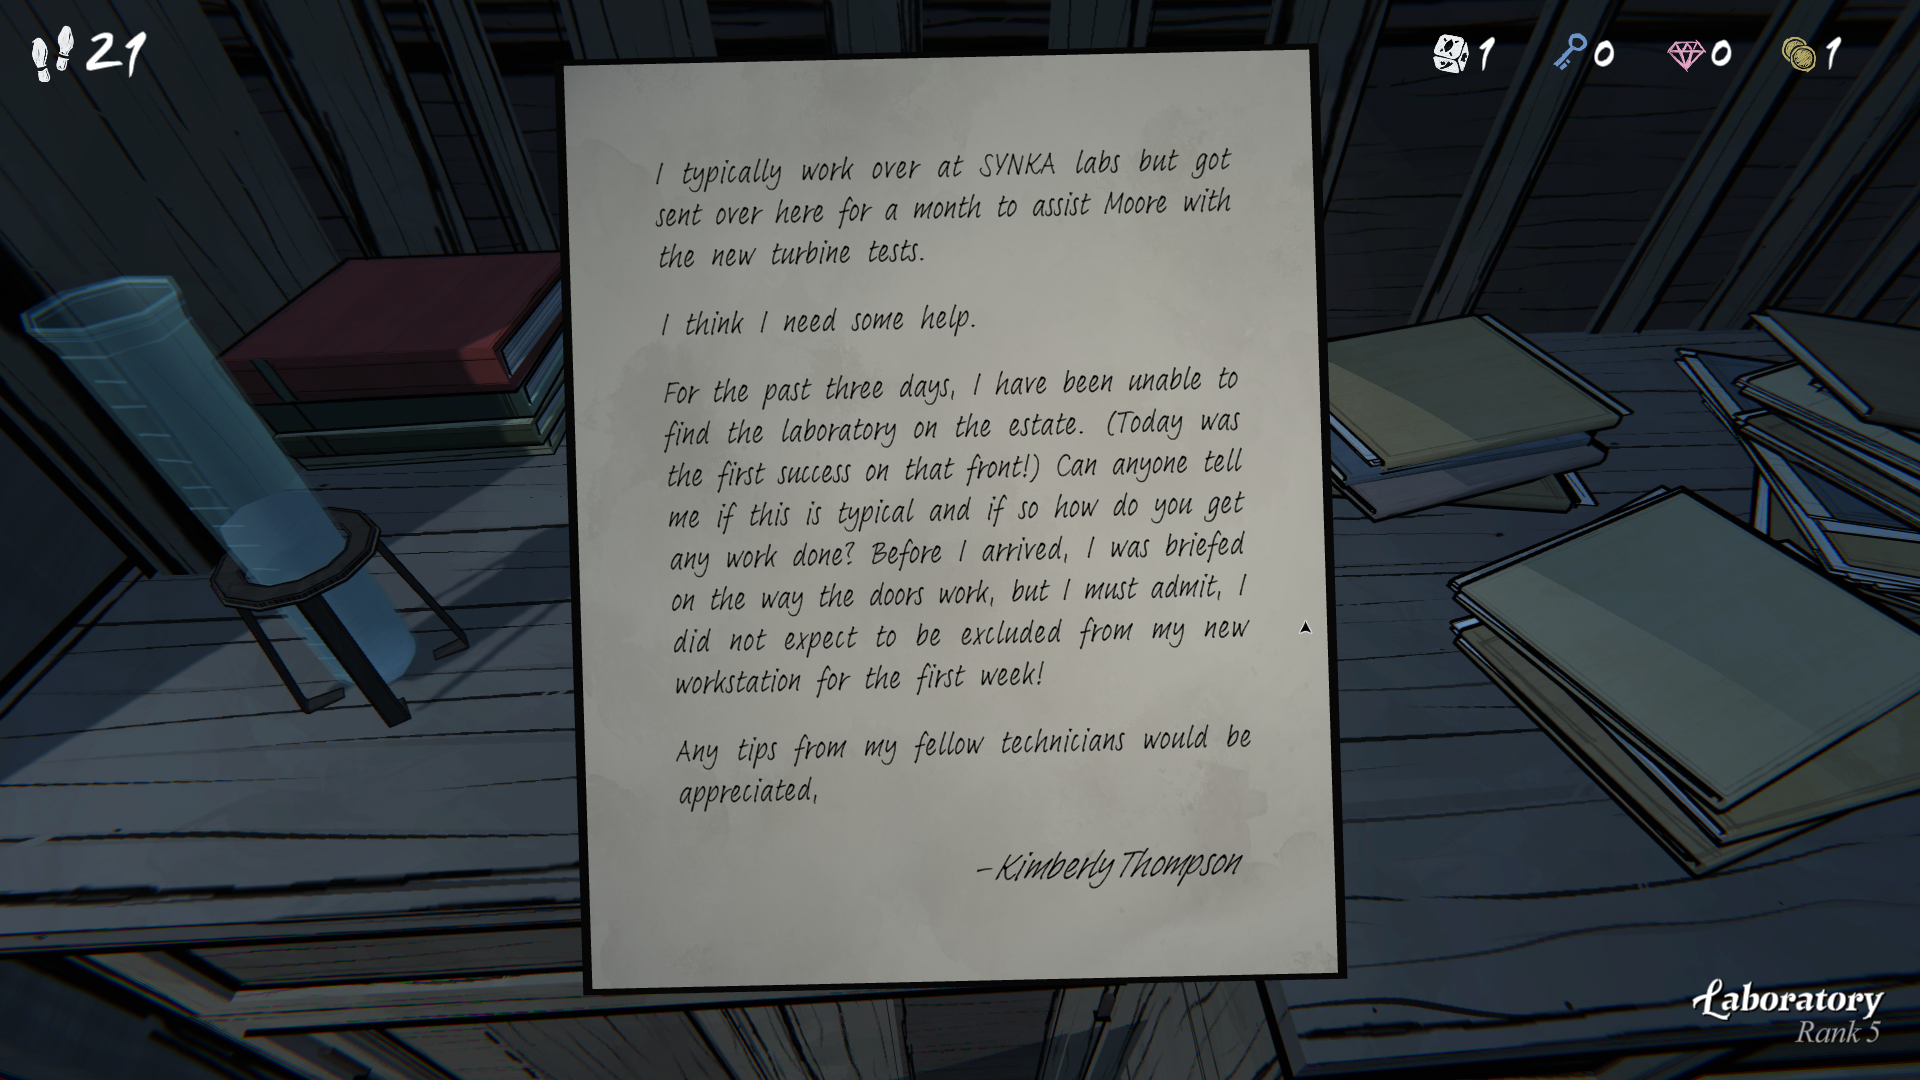 21
1
0
0
1
I typically work over at SYNKA labs but got
sent over here for a month to assist Moore with
the new turbine tests.
I think I need some help.
For the past three days, I have been unable to
find the laboratory on the estate. (Today was
the first success on that front!) Can anyone tell
me if this is typical and if so how do you get
any work done? Before I arrived, I was briefed
on the way the doors work, but I must admit, I
did not expect to be excluded from my new
workstation for the first week!
Any tips from my fellow technicians would be
appreciated,
– Kimberly Thompson
Laboratory
Rank 5